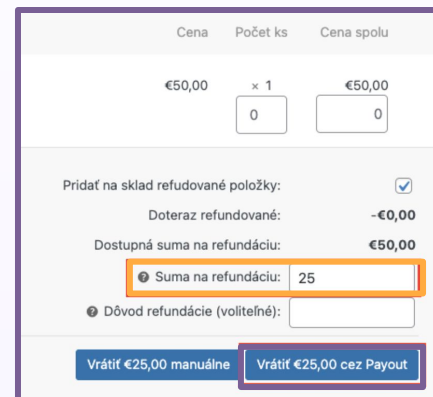 Cena Počet ks Cena spolu
€50,00 × 1 €50,00
0 0
Pridať na sklad refudované položky:
Doteraz refundované: -€0,00
Dostupná suma na refundáciu: €50,00
Suma na refundáciu: 25
Dôvod refundácie (voliteľné):
Vrátiť €25,00 manuálne Vrátiť €25,00 cez Payout